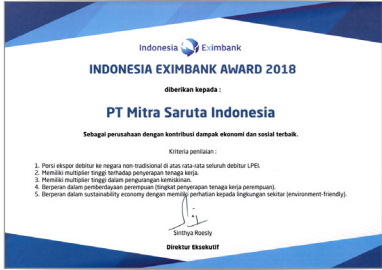 Indonesia Eximbank
INDONESIA EXIMBANK AWARD 2018
diberikan kepada :
PT Mitra Saruta Indonesia
Sebagai perusahaan dengan kontribusi dampak ekonomi dan sosial terbaik.
Kriteria penilaian :
1. Porsi ekspor debitur ke negara non-tradisional di atas rata-rata seluruh debitur LPEI.
2. Memiliki multiplier tinggi terhadap penyerapan tenaga kerja.
3. Memiliki multiplier tinggi dalam pengurangan kemiskinan.
4. Berperan dalam pemberdayaan perempuan (tingkat penyerapan tenaga kerja perempuan).
5. Berperan dalam sustainability economy dengan memiliki perhatian kepada lingkungan sekitar (environment-friendly).
Sinthya Roesly
Direktur Eksekutif